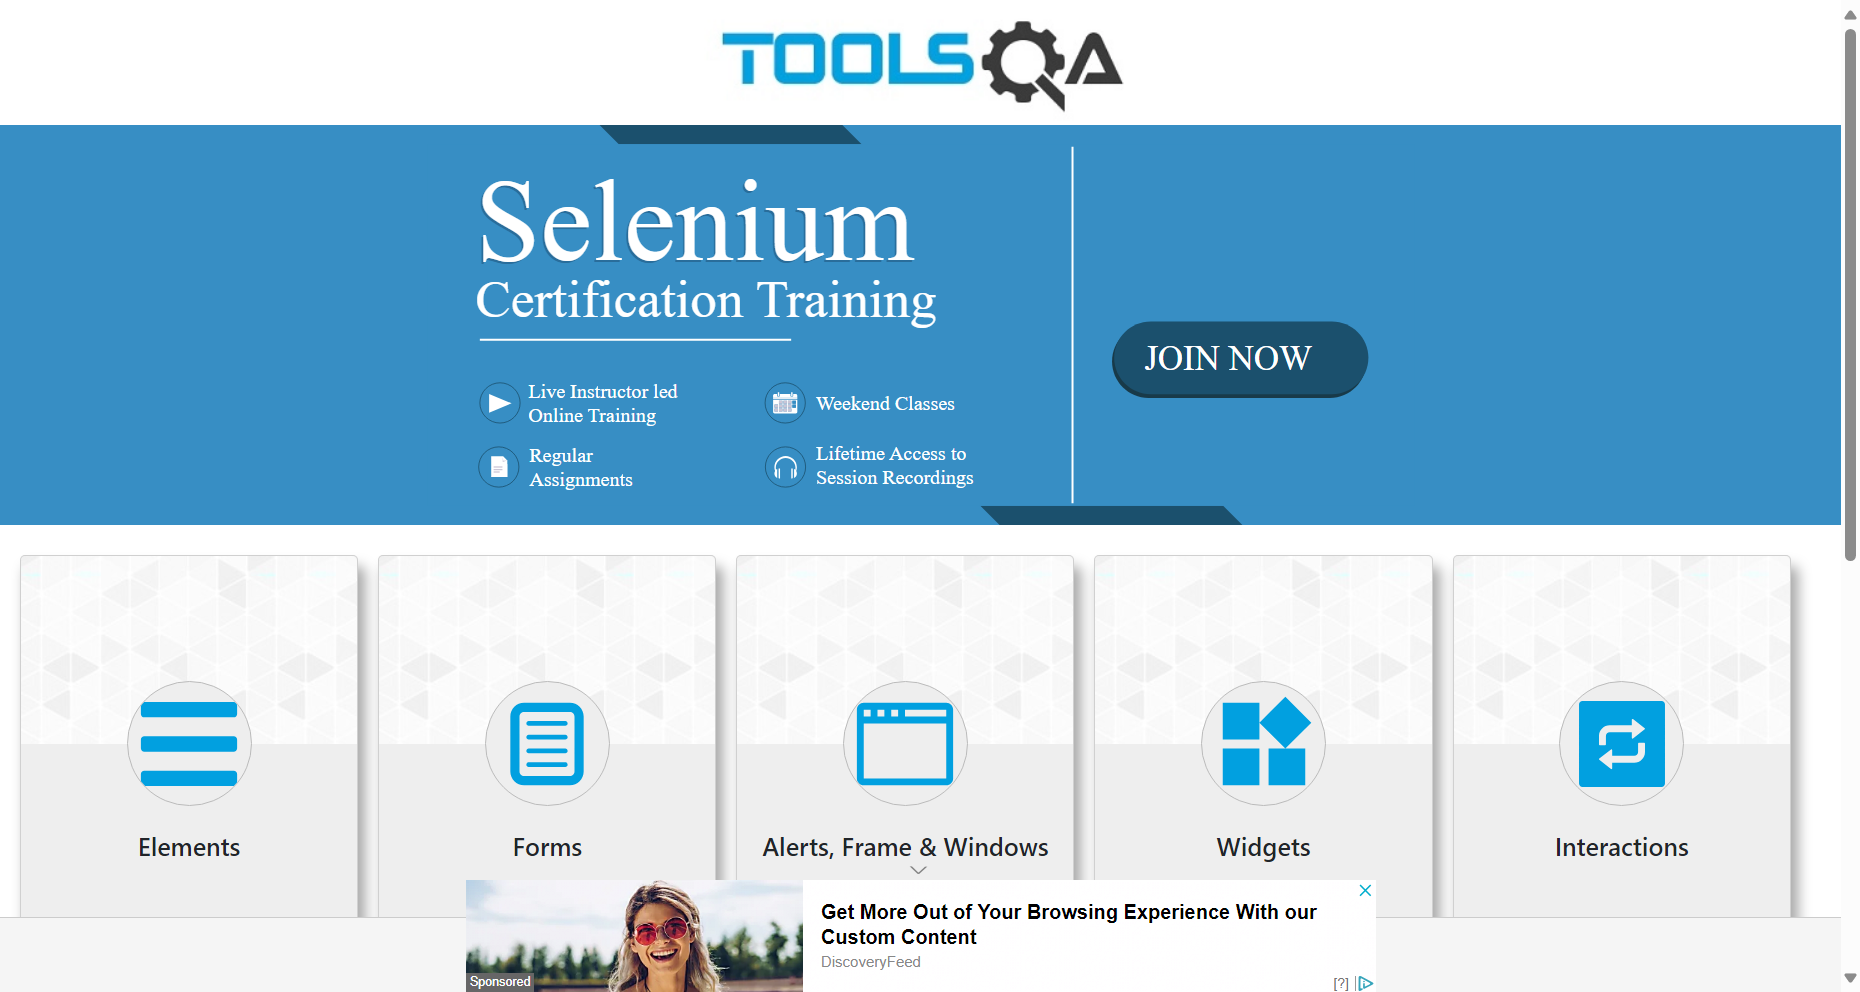 TOOLSQA
Selenium
Certification Training
JOIN NOW
Live Instructor led
Online Training
Weekend Classes
Regular
Assignments
Lifetime Access to
Session Recordings
Elements
Forms
Alerts, Frame & Windows
Widgets
Interactions
Get More Out of Your Browsing Experience With our
Custom Content
DiscoveryFeed
Sponsored
[?]